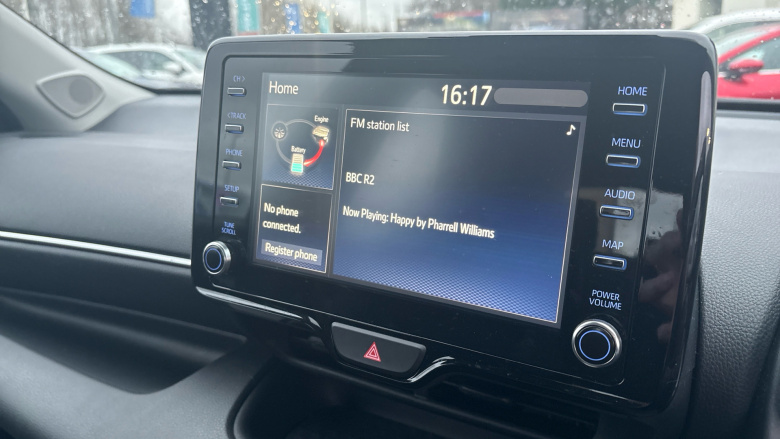 CH >
< TRACK
PHONE
SETUP
TUNE
SCROLL
Home
16:17
Engine
Battery
No phone
connected.
Register phone
FM station list
BBC R2
Now Playing: Happy by Pharrell Williams
HOME
MENU
AUDIO
MAP
POWER
VOLUME